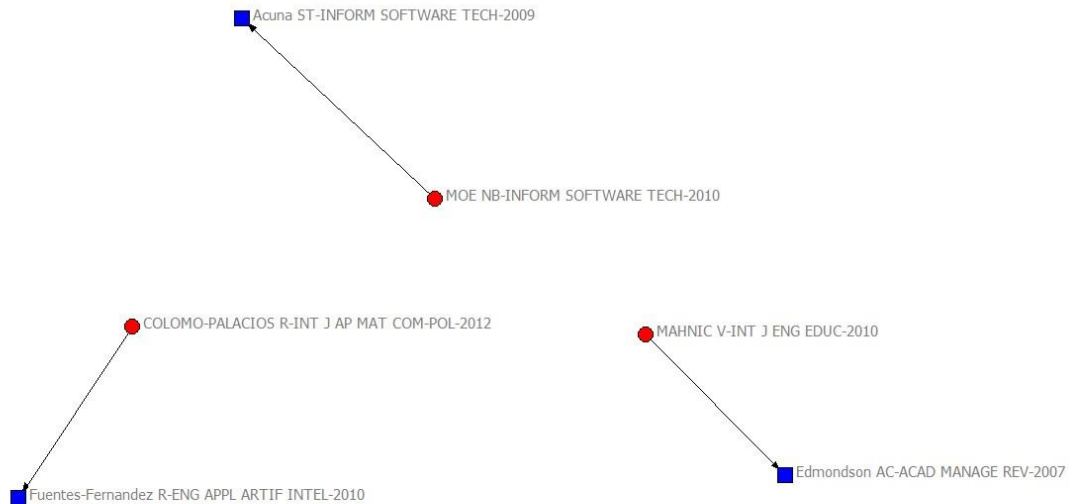 Acuna ST-INFORM SOFTWARE TECH-2009
MOE NB-INFORM SOFTWARE TECH-2010
COLOMO-PALACIOS R-INT J AP MAT COM-POL-2012
MAHNIC V-INT J ENG EDUC-2010
Edmondson AC-ACAD MANAGE REV-2007
Fuentes-Fernandez R-ENG APPL ARTIF INTEL-2010